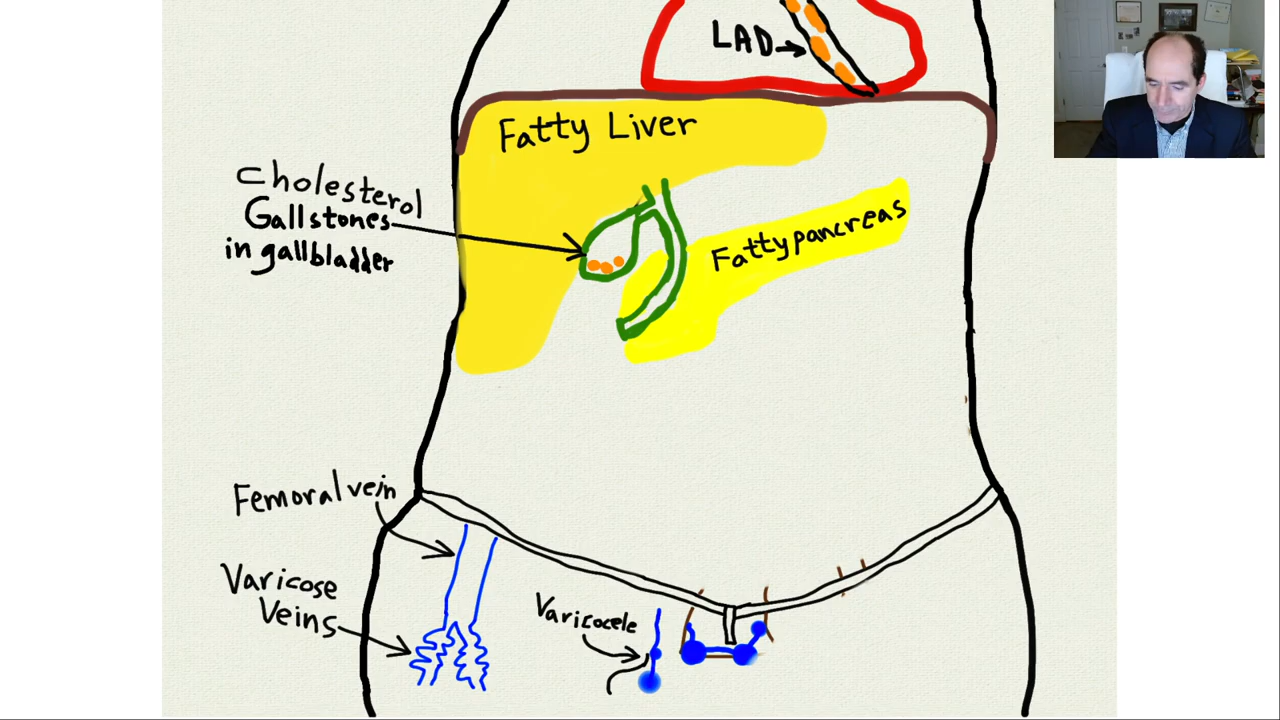 LAD
Fatty Liver
Cholesterol
Gallstones
in gallbladder
Fatty pancreas
Femoral vein
Varicose
Veins
Varicocele